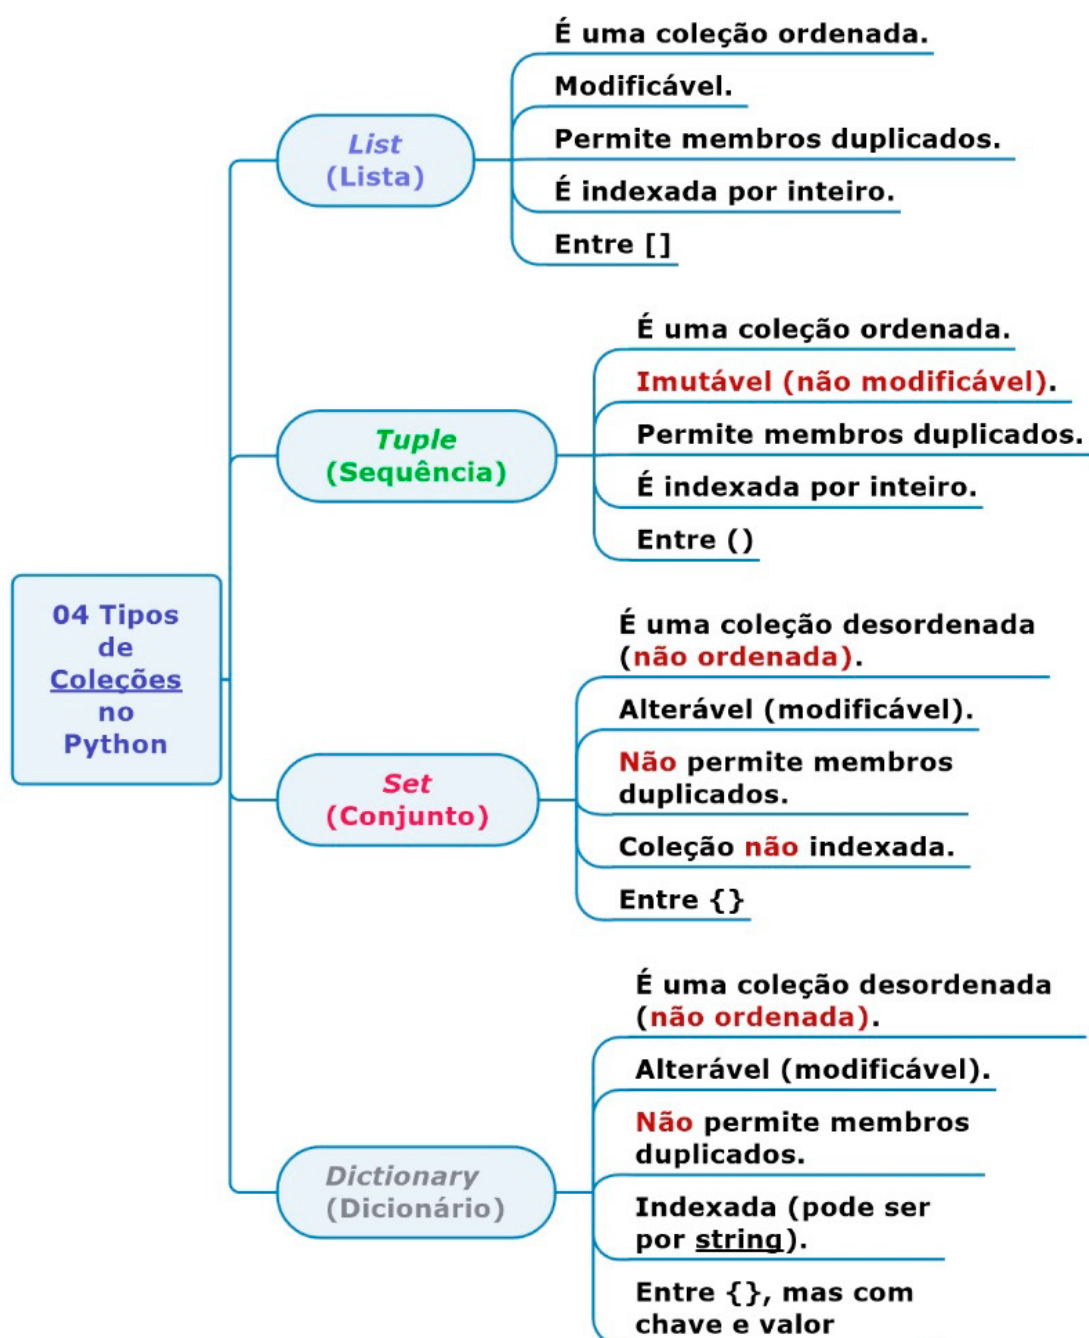 04 Tipos
de
Coleções
no
Python
List
(Lista)
É uma coleção ordenada.
Modificável.
Permite membros duplicados.
É indexada por inteiro.
Entre []
Tuple
(Sequência)
É uma coleção ordenada.
Imutável (não modificável).
Permite membros duplicados.
É indexada por inteiro.
Entre ()
Set
(Conjunto)
É uma coleção desordenada
(não ordenada).
Alterável (modificável).
Não permite membros
duplicados.
Coleção não indexada.
Entre {}
Dictionary
(Dicionário)
É uma coleção desordenada
(não ordenada).
Alterável (modificável).
Não permite membros
duplicados.
Indexada (pode ser
por string).
Entre {}, mas com
chave e valor